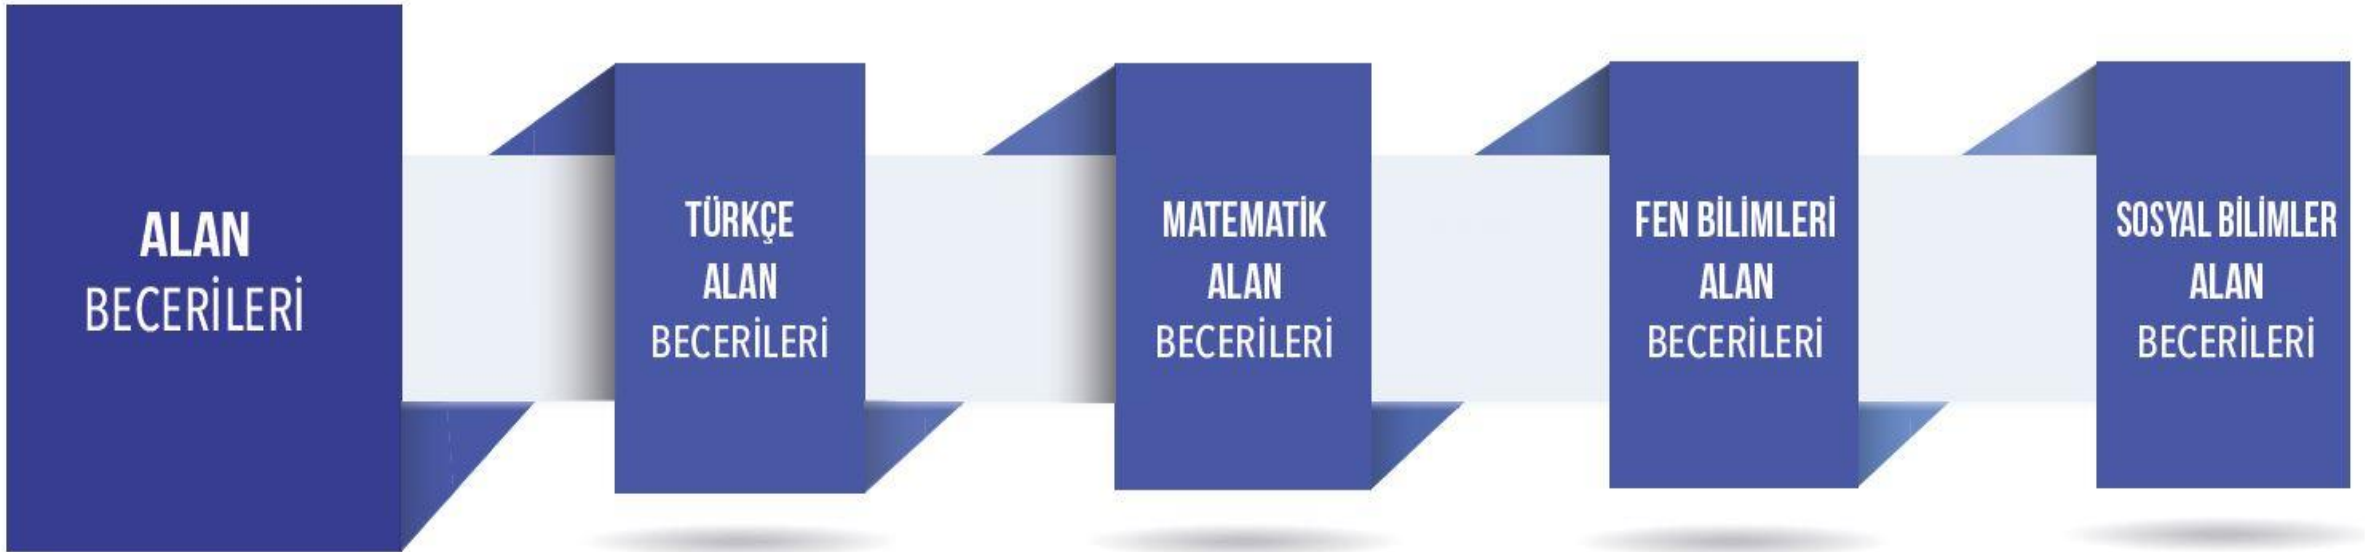 ALAN
BECERİLERİ
TÜRKÇE
ALAN
BECERİLERİ
MATEMATİK
ALAN
BECERİLERİ
FEN BİLİMLERİ
ALAN
BECERİLERİ
SOSYAL BİLİMLER
ALAN
BECERİLERİ